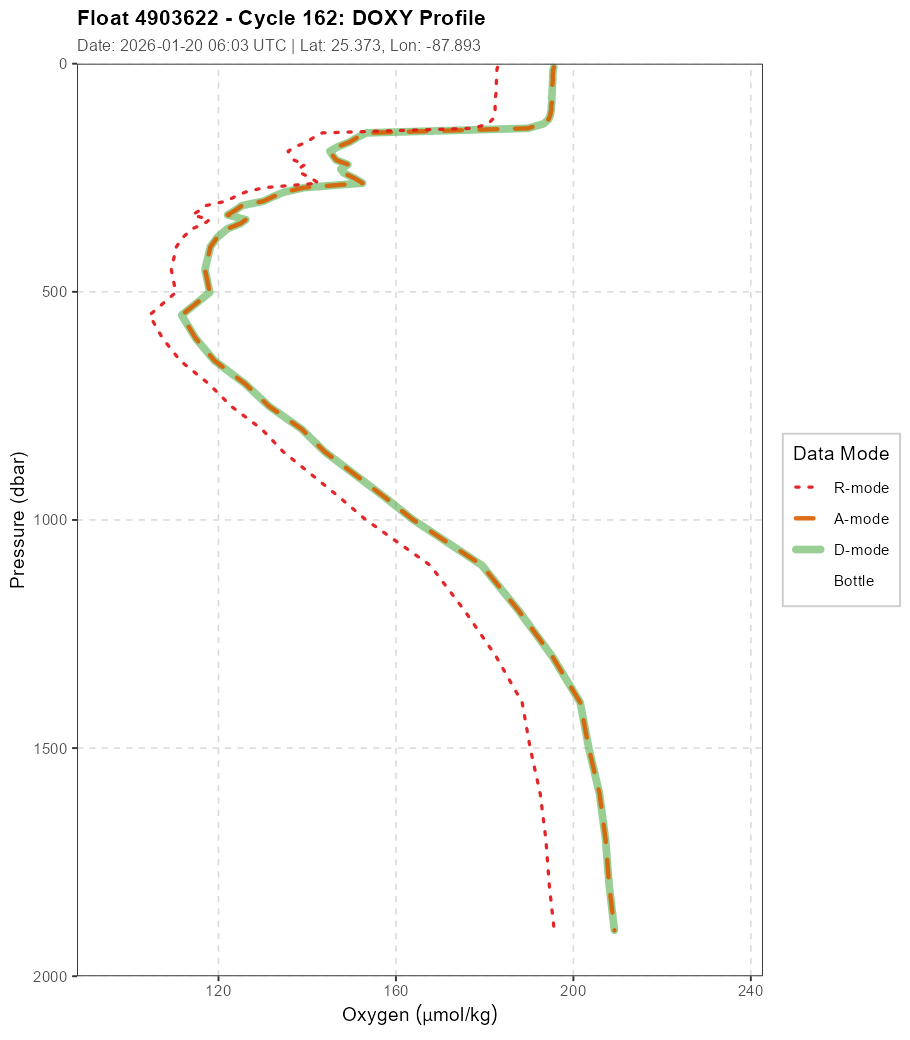 Float 4903622 - Cycle 162: DOXY Profile
Date: 2026-01-20 06:03 UTC | Lat: 25.373, Lon: -87.893
0
500
1000
1500
2000
Pressure (dbar)
120
160
200
240
Oxygen (μmol/kg)
Data Mode
R-mode
A-mode
D-mode
Bottle